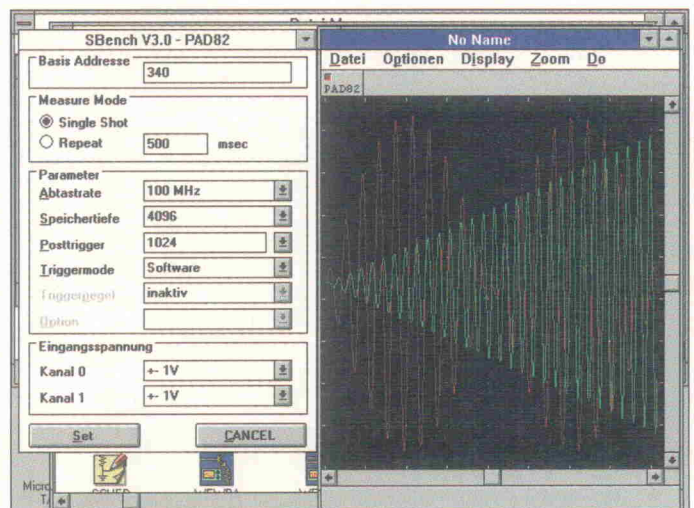 SBench V3.0 - PAD82
Basis Addresse
340
Measure Mode
Single Shot
Repeat 500 msec
Parameter
Abtastrate 100 MHz
Speichertiefe 4096
Posttrigger 1024
Triggermode Software
Triggerpegel inaktiv
Option
Eingangsspannung
Kanal 0 +- 1V
Kanal 1 +- 1V
Set CANCEL
No Name
Datei Optionen Display Zoom Do
PAD82